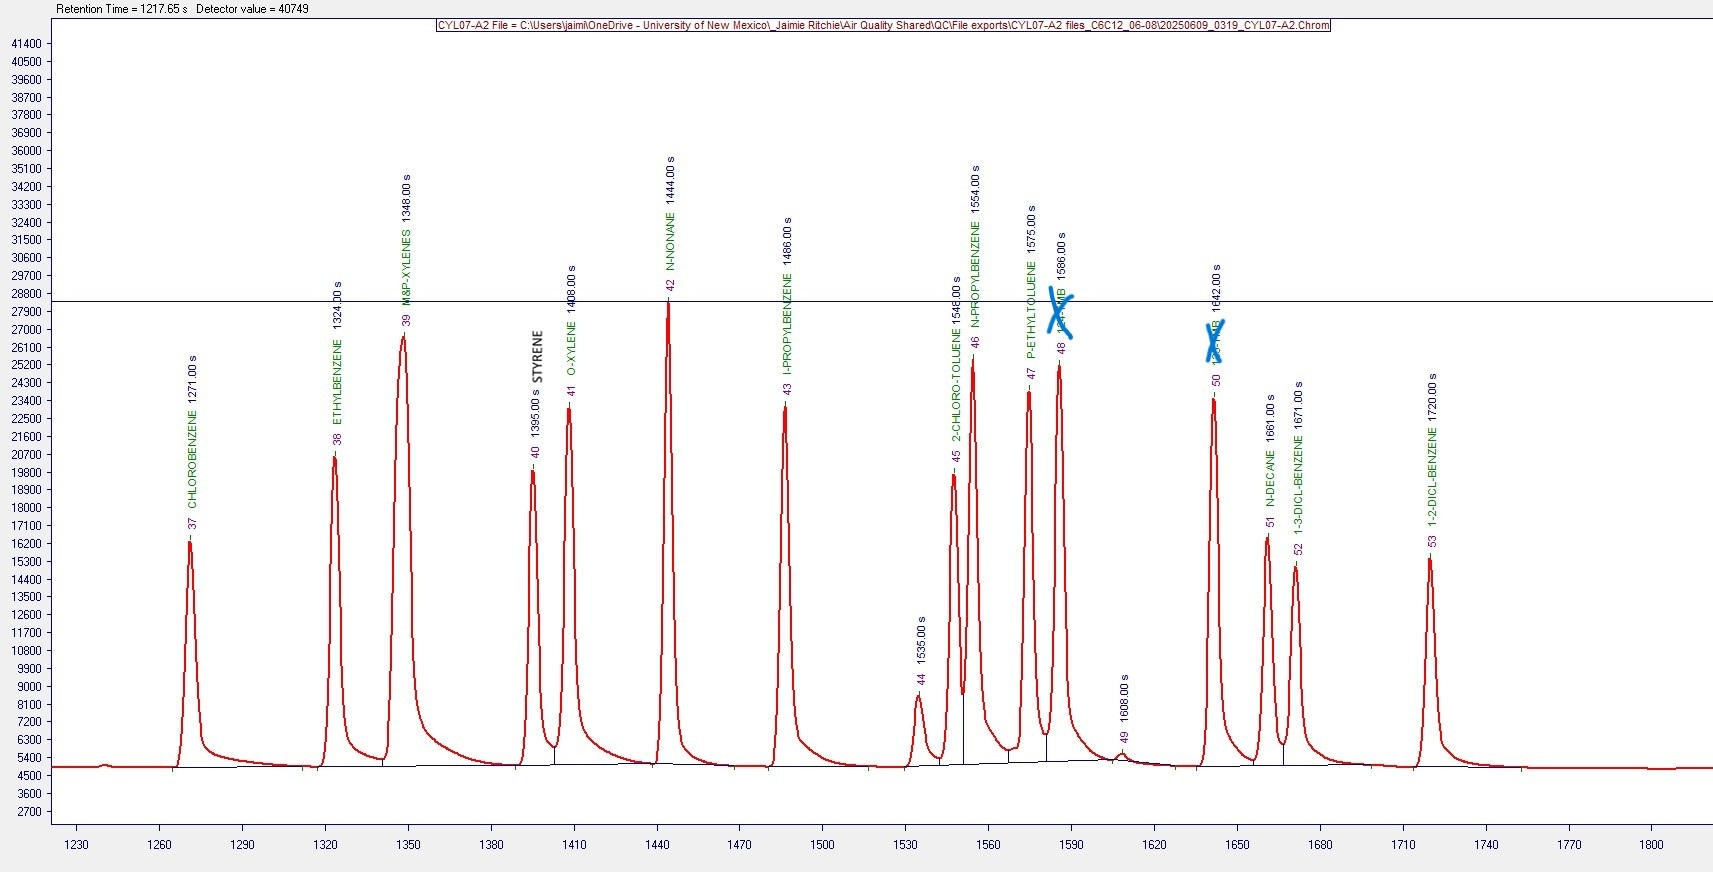 Retention Time = 1217.65 s Detector value = 40749
CYL07-A2 File = C:\Users\jaimi\OneDrive - University of New Mexico\_Jaimie Ritchie\Air Quality Shared\QC\File exports\CYL07-A2 files_C6C12_06-08\20250609_0319_CYL07-A2.Chrom
41400
40500
39600
38700
37800
36900
36000
35100
34200
33300
32400
31500
30600
29700
28800
27900
27000
26100
25200
24300
23400
22500
21600
20700
19800
18900
18000
17100
16200
15300
14400
13500
12600
11700
10800
9900
9000
8100
7200
6300
5400
4500
3600
2700
37 CHLOROBENZENE 1271.00 s
38 ETHYLBENZENE 1324.00 s
39 M&P-XYLENES 1348.00 s
40 1395.00 s STYRENE
41 O-XYLENE 1408.00 s
42 N-NONANE 1444.00 s
43 I-PROPYLBENZENE 1486.00 s
44 1535.00 s
45 2-CHLORO-TOLUENE 1548.00 s
46 N-PROPYLBENZENE 1554.00 s
47 P-ETHYLTOLUENE 1575.00 s
48 1586.00 s
49 1608.00 s
50 1642.00 s
51 N-DECANE 1661.00 s
52 1-3-DICL-BENZENE 1671.00 s
53 1-2-DICL-BENZENE 1720.00 s
1230 1260 1290 1320 1350 1380 1410 1440 1470 1500 1530 1560 1590 1620 1650 1680 1710 1740 1770 1800